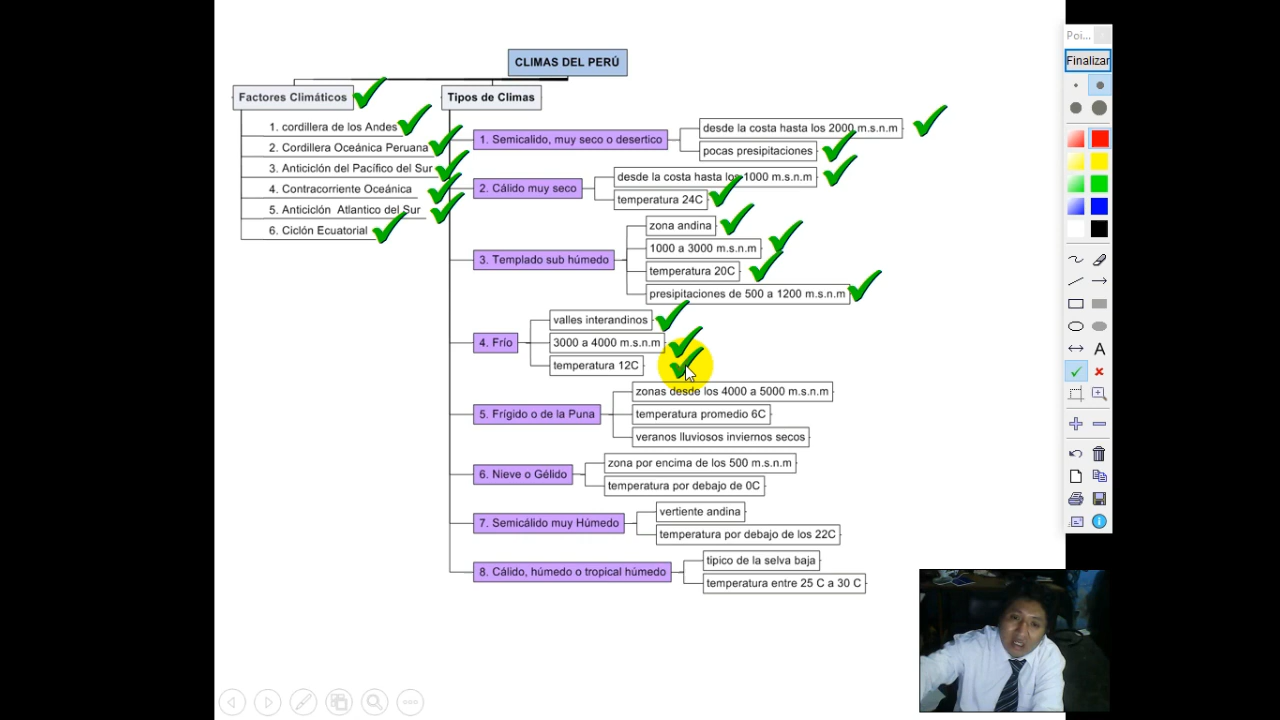 CLIMAS DEL PERÚ
Factores Climáticos
1. cordillera de los Andes
2. Cordillera Oceánica Peruana
3. Anticiclón del Pacífico del Sur
4. Contracorriente Oceánica
5. Anticiclón Atlantico del Sur
6. Ciclón Ecuatorial
Tipos de Climas
1. Semicalido, muy seco o desertico
desde la costa hasta los 2000 m.s.n.m
pocas presipitaciones
2. Cálido muy seco
desde la costa hasta los 1000 m.s.n.m
temperatura 24C
3. Templado sub húmedo
zona andina
1000 a 3000 m.s.n.m
temperatura 20C
presipitaciones de 500 a 1200 m.s.n.m
4. Frío
valles interandinos
3000 a 4000 m.s.n.m
temperatura 12C
5. Frígido o de la Puna
zonas desde los 4000 a 5000 m.s.n.m
temperatura promedio 6C
veranos lluviosos inviernos secos
6. Nieve o Gélido
zona por encima de los 500 m.s.n.m
temperatura por debajo de 0C
7. Semicálido muy Húmedo
vertiente andina
temperatura por debajo de los 22C
8. Cálido, húmedo o tropical húmedo
tipico de la selva baja
temperatura entre 25 C a 30 C
Poi...
Finalizar
A